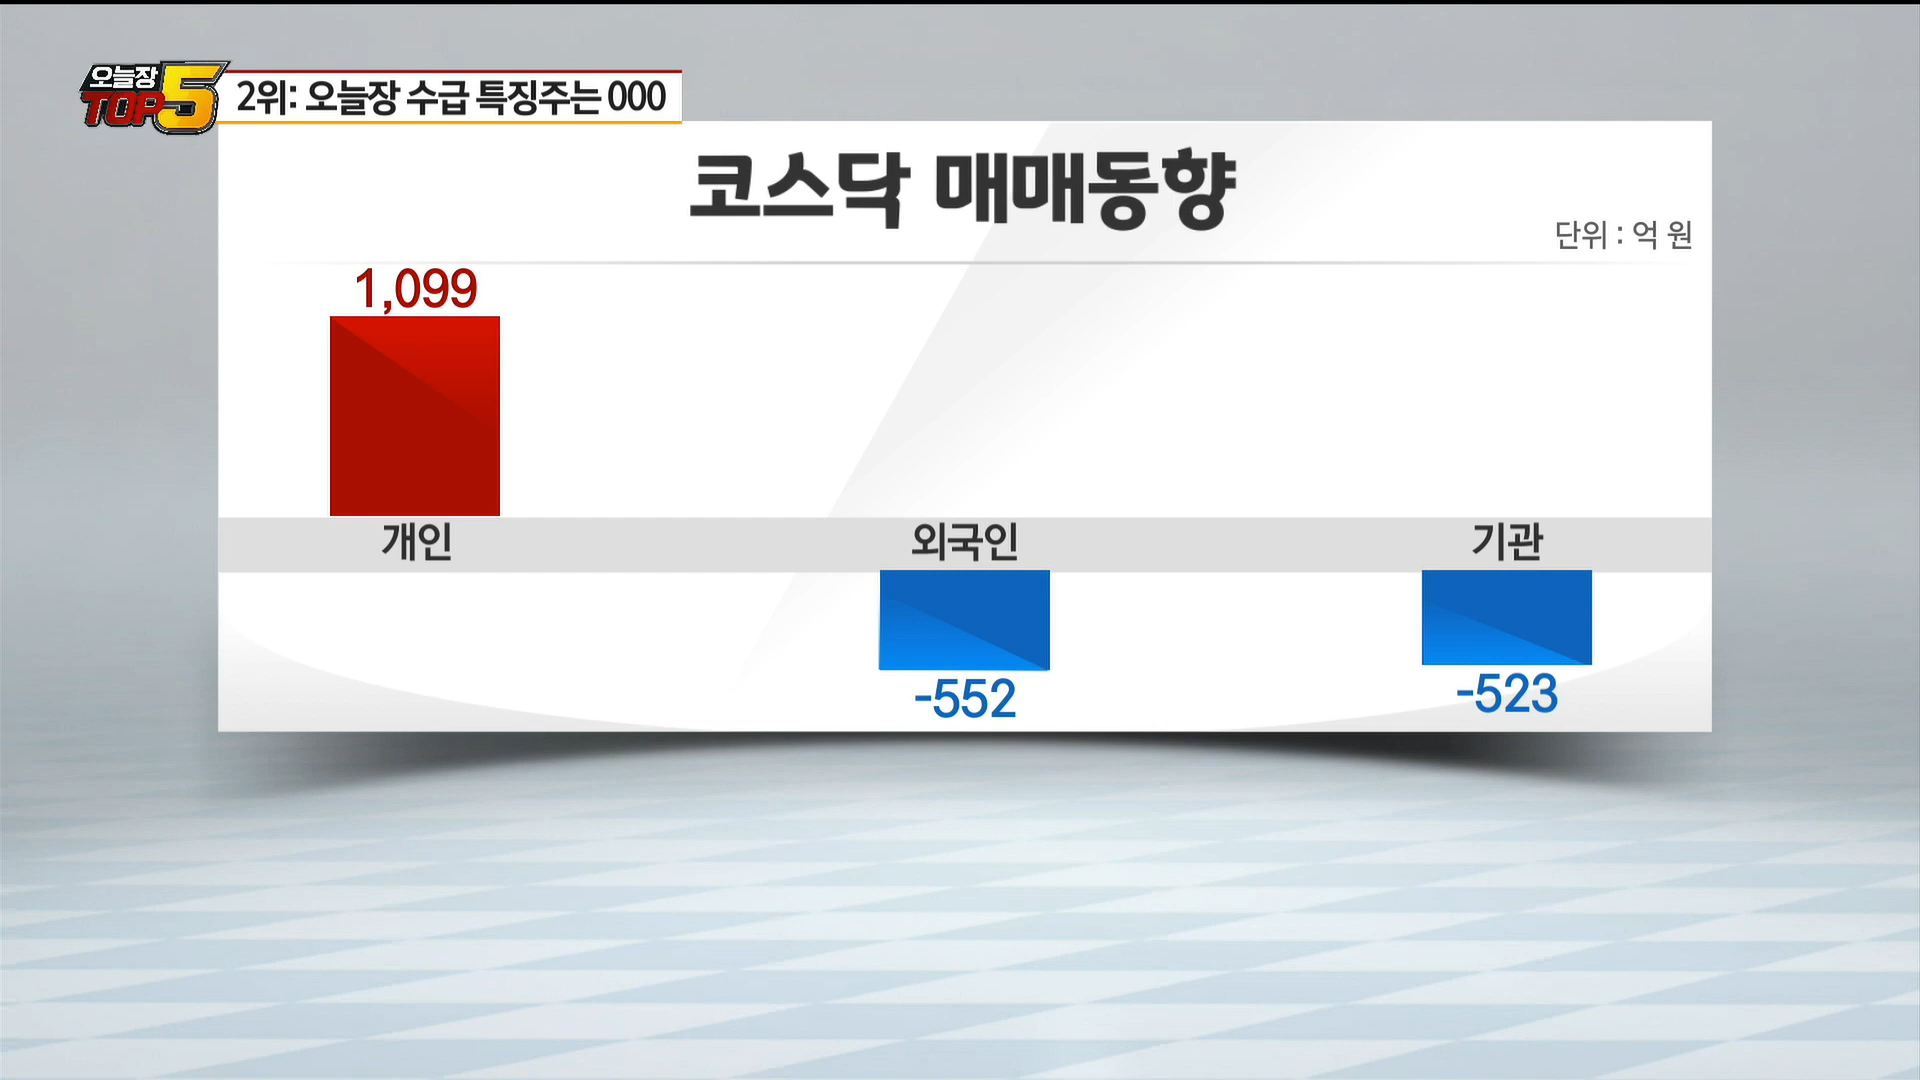 오늘장
TOP5
2위: 오늘장 수급 특징주는 000
코스닥 매매동향
단위 : 억 원
1,099
개인
외국인
기관
-552
-523